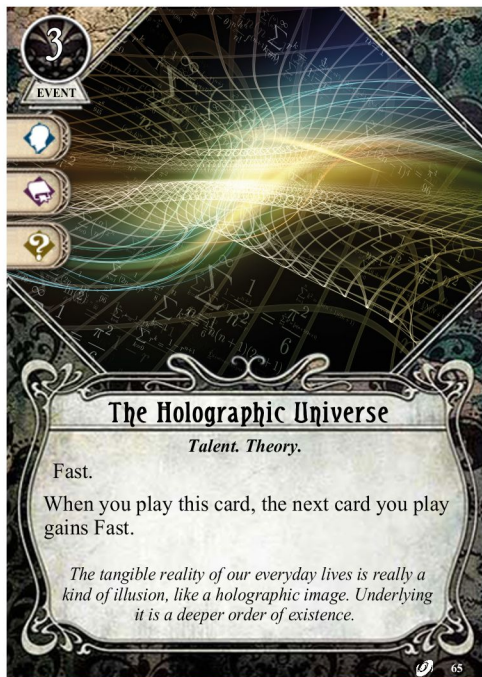 3
EVENT
The Holographic Universe
Talent. Theory.
Fast.
When you play this card, the next card you play
gains Fast.
The tangible reality of our everyday lives is really a
kind of illusion, like a holographic image. Underlying
it is a deeper order of existence.
65